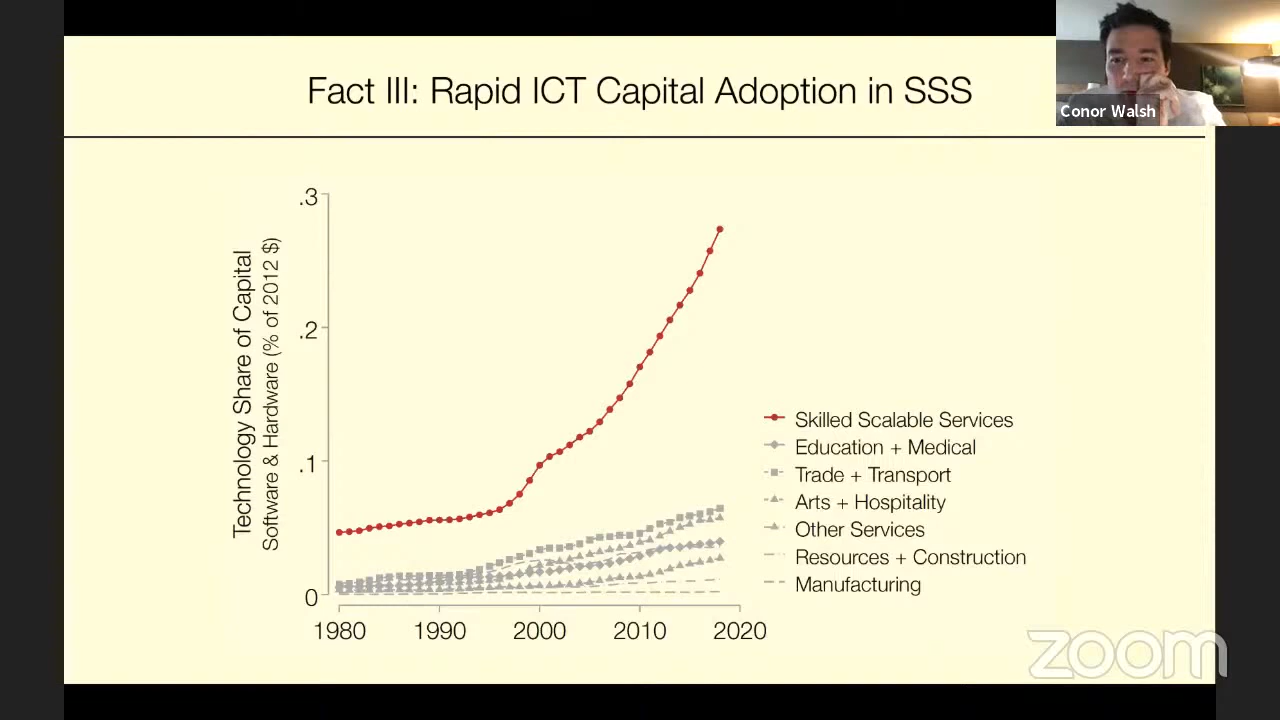 Fact III: Rapid ICT Capital Adoption in SSS
Conor Walsh
Technology Share of Capital
Software & Hardware (% of 2012 $)
.3
.2
.1
0
1980 1990 2000 2010 2020
Skilled Scalable Services
Education + Medical
Trade + Transport
Arts + Hospitality
Other Services
Resources + Construction
Manufacturing
zoom